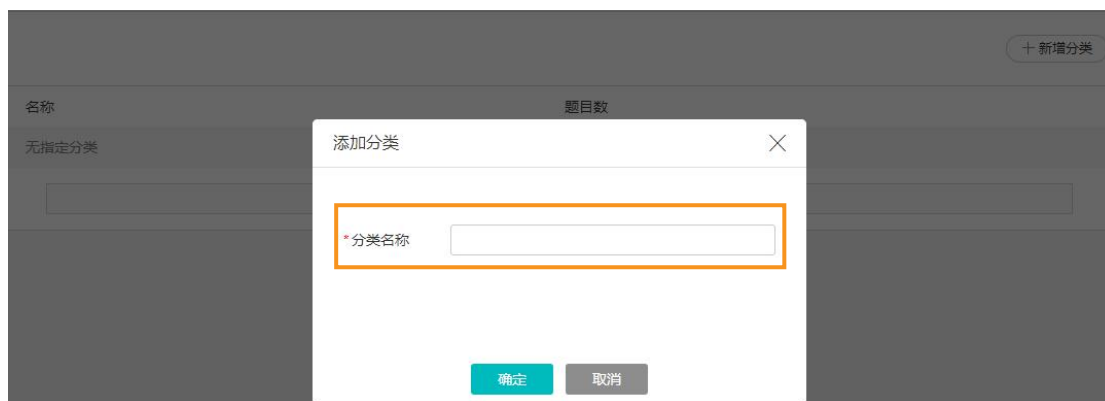 + 新增分类
名称 题目数
无指定分类
添加分类
*分类名称
确定 取消